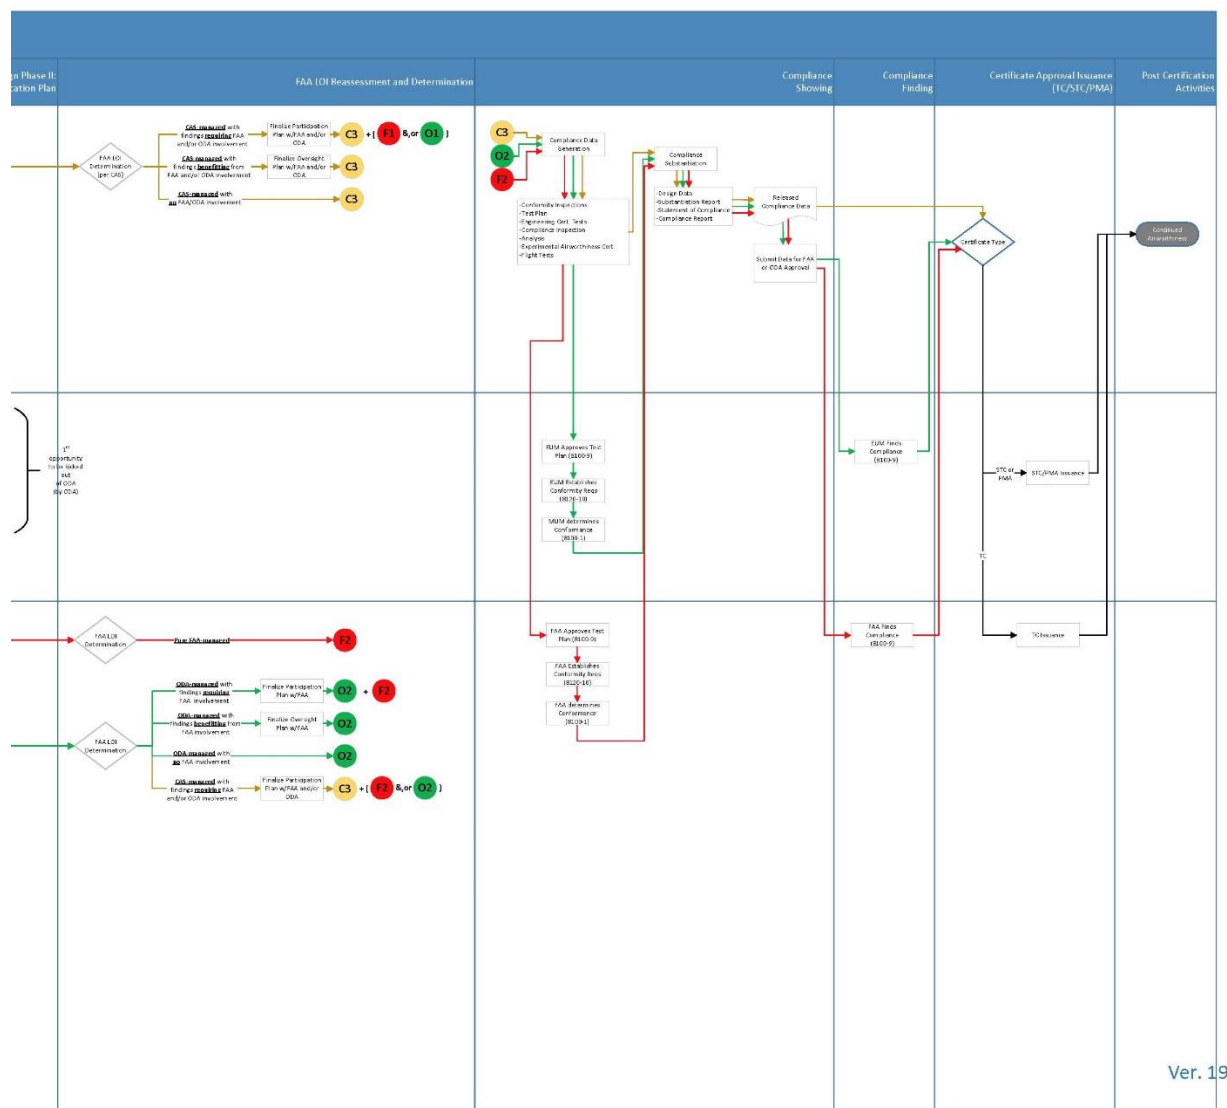 gn Phase II:
cation Plan
FAA LOI Reassessment and Determination
Compliance
Showing
Compliance
Finding
Certificate Approval Issuance
(TC/STC/PMA)
Post Certification
Activities
FAA LOI
Determination
(per CAS)
CAS-managed with
findings requiring FAA
and/or ODA involvement
Finalize Participation
Plan w/FAA and/or
ODA
C3 + [ F1 &,or O1 ]
CAS-managed with
findings benefitting from
FAA and/or ODA involvement
Finalize Oversight
Plan w/FAA and/or
ODA
C3
CAS-managed with
no FAA/ODA involvement
C3
C3
O2
F2
Compliance Data
Generation
-Conformity Inspections
-Test Plan
-Engineering Cert. Tests
-Compliance Inspection
-Analysis
-Experimental Airworthiness Cert.
-Flight Tests
Compliance
Substantiation
-Design Data
-Substantiation Report
-Statement of Compliance
-Compliance Report
Released
Compliance Data
Submit Data for FAA
or ODA Approval
Certificate Type
Continued
Airworthiness
1st
opportunity
to be kicked
out
of ODA
(by ODA)
EUM Approves Test
Plan (8100-9)
EUM Establishes
Conformity Reqs
(8120-10)
MUM determines
Conformance
(8100-1)
EUM Finds
Compliance
(8100-9)
STC or
PMA
STC/PMA Issuance
TC
TC Issuance
FAA LOI
Determination
Pure FAA-managed
F2
FAA Approves Test
Plan (8100-9)
FAA Establishes
Conformity Reqs
(8120-10)
FAA determines
Conformance
(8100-1)
FAA Finds
Compliance
(8100-9)
FAA LOI
Determination
ODA-managed with
findings requiring
FAA involvement
Finalize Participation
Plan w/FAA
O2 + F2
ODA-managed with
findings benefitting from
FAA involvement
Finalize Oversight
Plan w/FAA
O2
ODA-managed with
no FAA involvement
O2
CAS-managed with
findings requiring FAA
and/or ODA involvement
Finalize Participation
Plan w/FAA and/or
ODA
C3 + [ F2 &,or O2 ]
Ver. 19